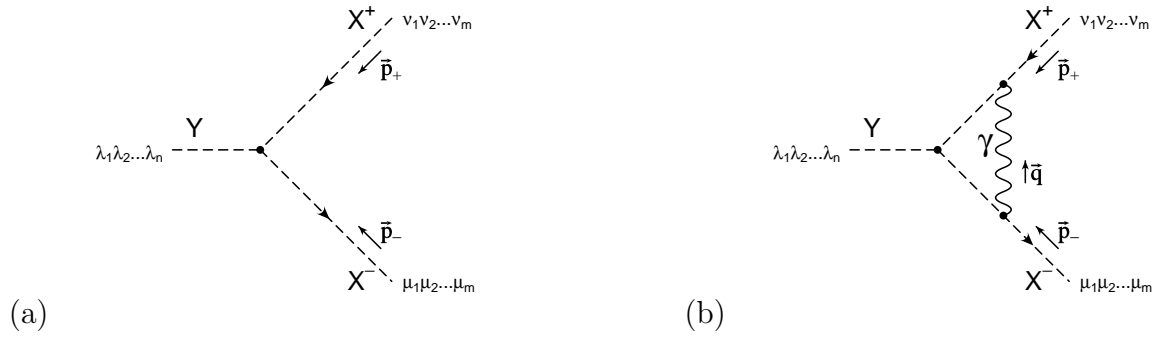 X⁺ ν₁ν₂...νₘ
p⃗₊
Y
λ₁λ₂...λₙ
p⃗₋
X⁻ μ₁μ₂...μₘ
(a)
X⁺ ν₁ν₂...νₘ
p⃗₊
Y γ
λ₁λ₂...λₙ
q⃗
p⃗₋
X⁻ μ₁μ₂...μₘ
(b)